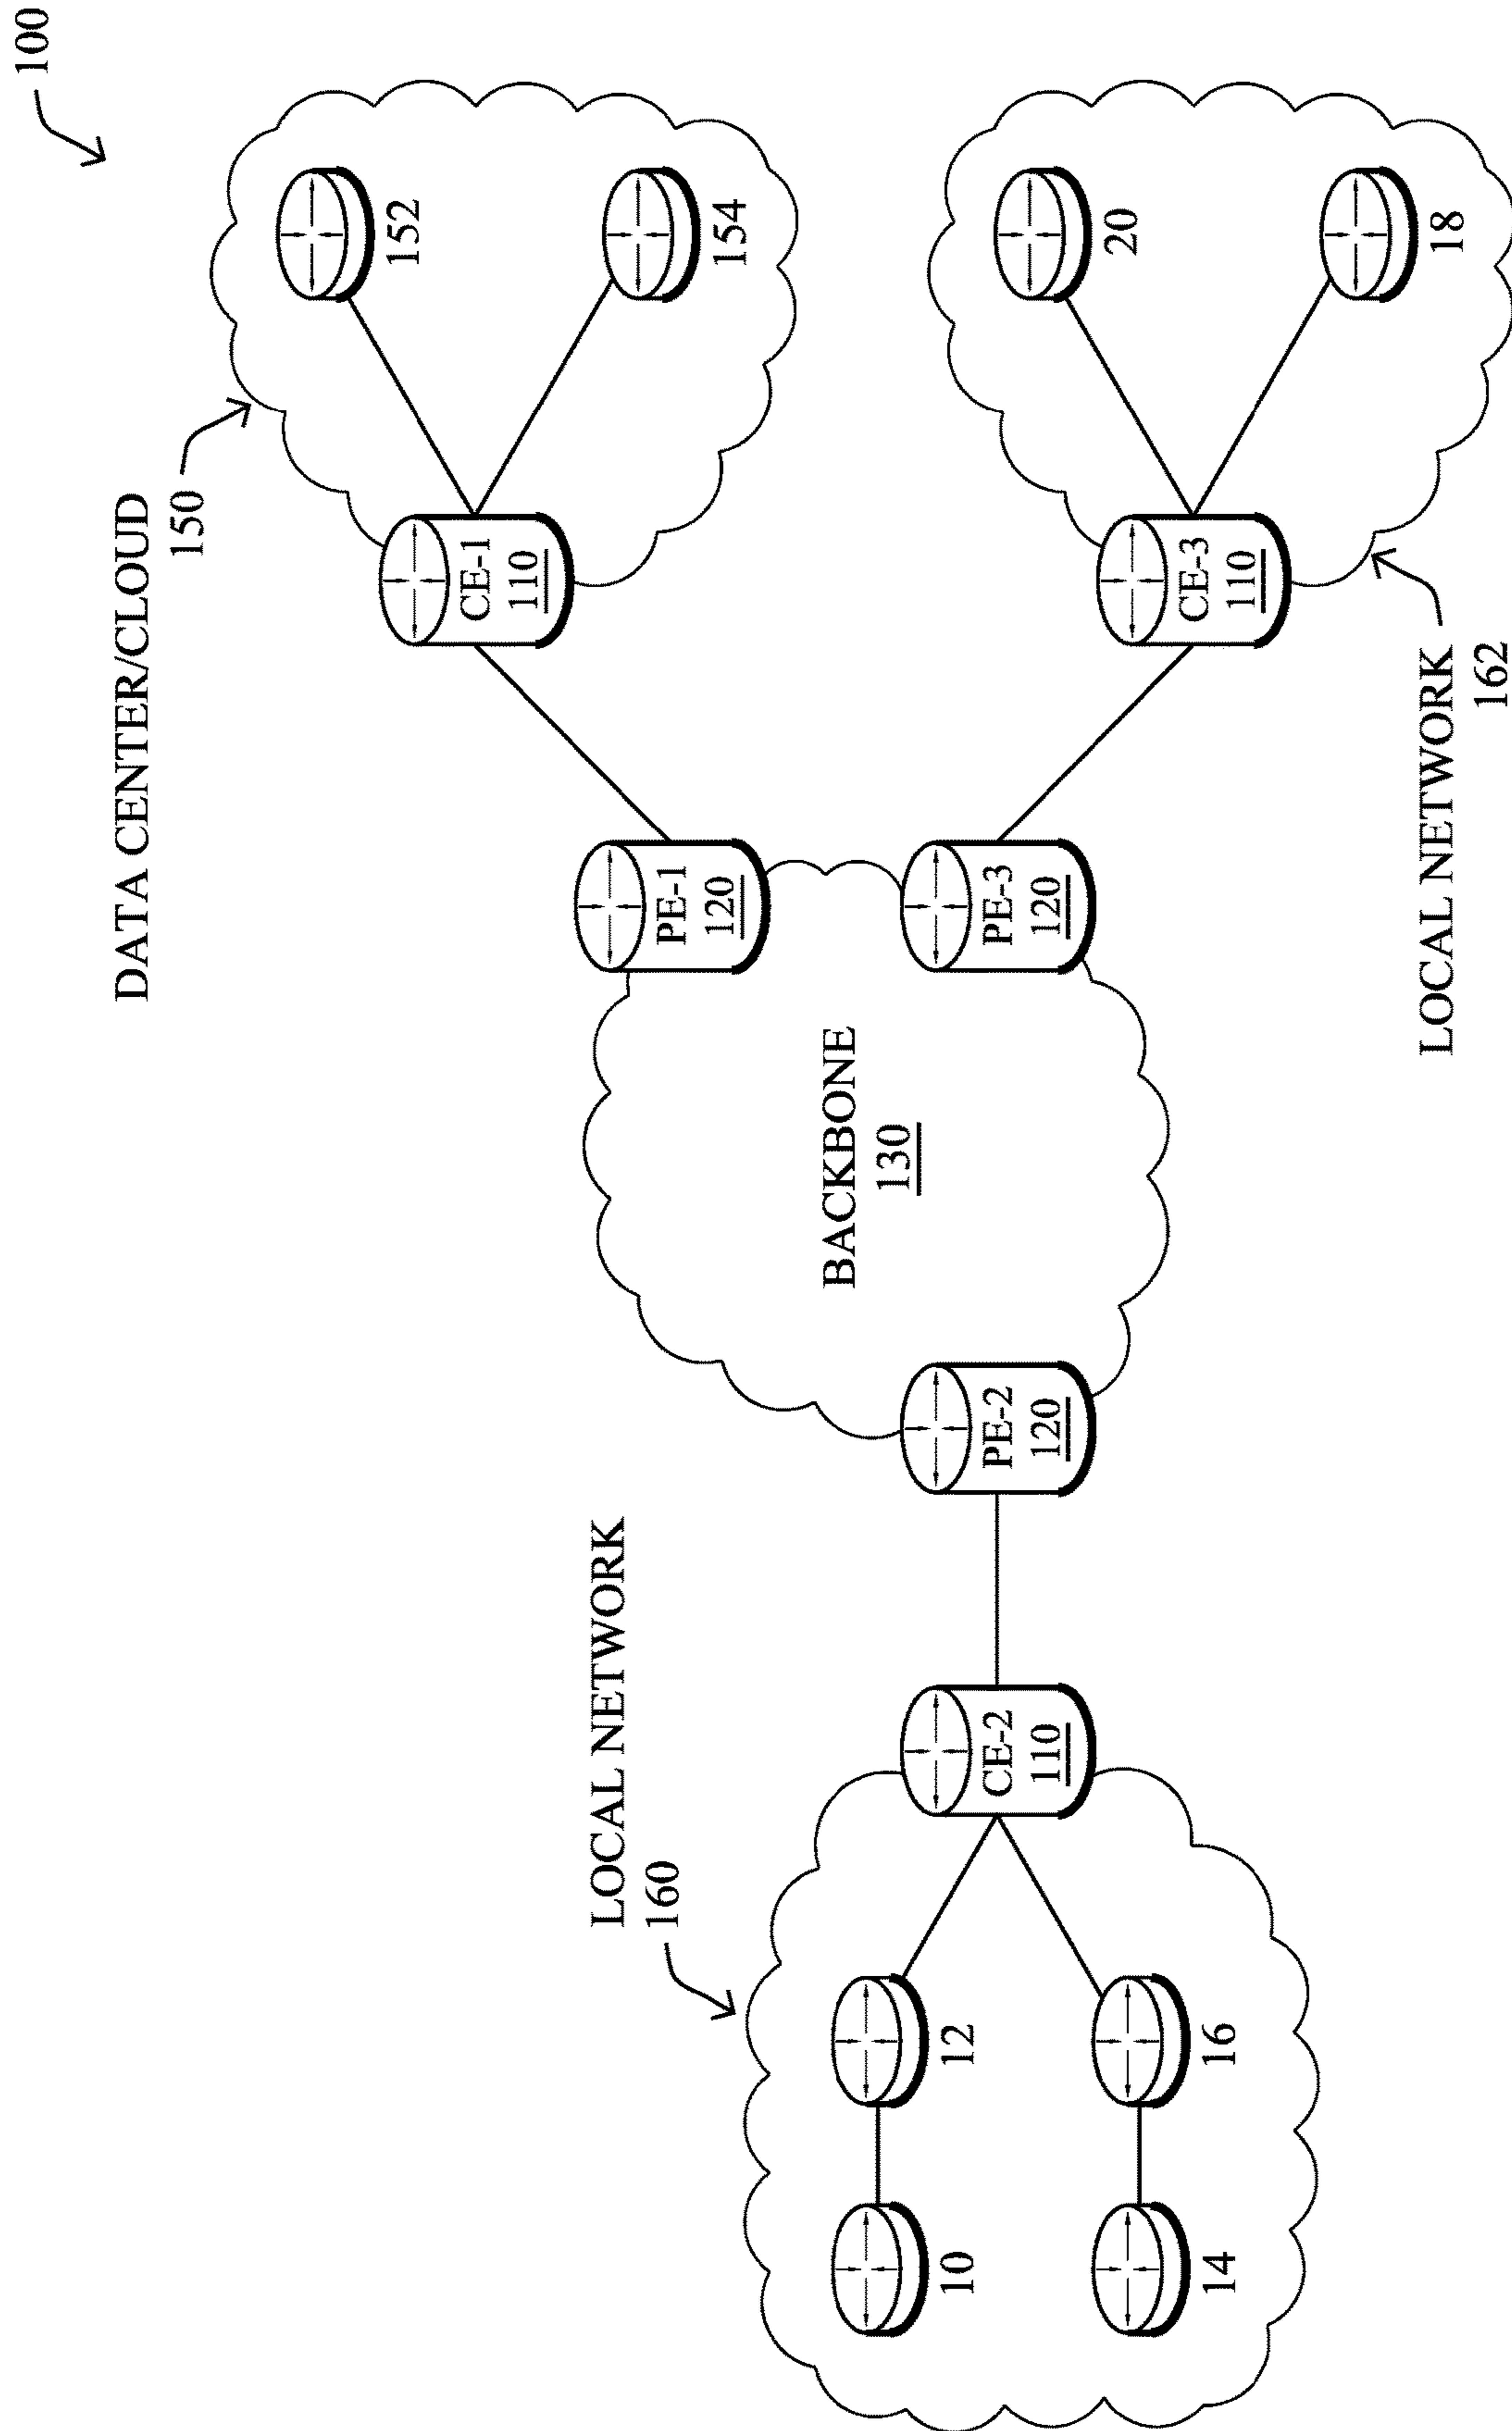 100
DATA CENTER/CLOUD
150
152
154
CE-1
110
PE-1
120
LOCAL NETWORK
160
BACKBONE
130
10
12
14
16
CE-2
110
PE-2
120
PE-3
120
CE-3
110
20
18
LOCAL NETWORK
162